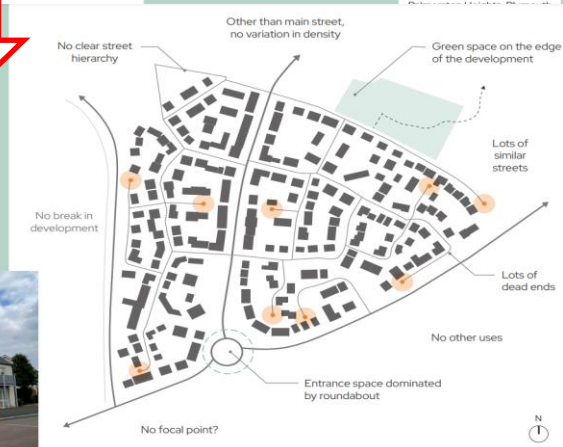 Other than main street,
no variation in density
No clear street
hierarchy
Green space on the edge
of the development
Lots of
similar
streets
No break in
development
Lots of
dead ends
No other uses
Entrance space dominated
by roundabout
No focal point?
N